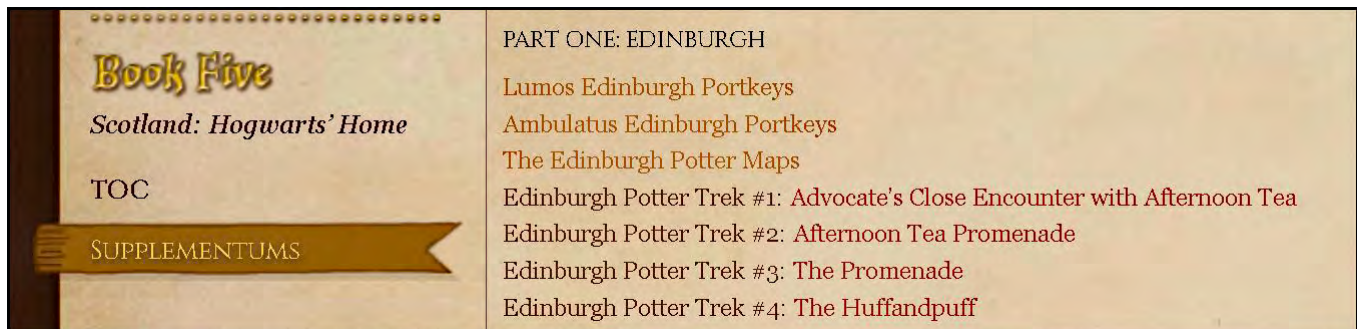 Book Five
Scotland: Hogwarts' Home
TOC
SUPPLEMENTUMS
PART ONE: EDINBURGH
Lumos Edinburgh Portkeys
Ambulatus Edinburgh Portkeys
The Edinburgh Potter Maps
Edinburgh Potter Trek #1: Advocate's Close Encounter with Afternoon Tea
Edinburgh Potter Trek #2: Afternoon Tea Promenade
Edinburgh Potter Trek #3: The Promenade
Edinburgh Potter Trek #4: The Huffandpuff